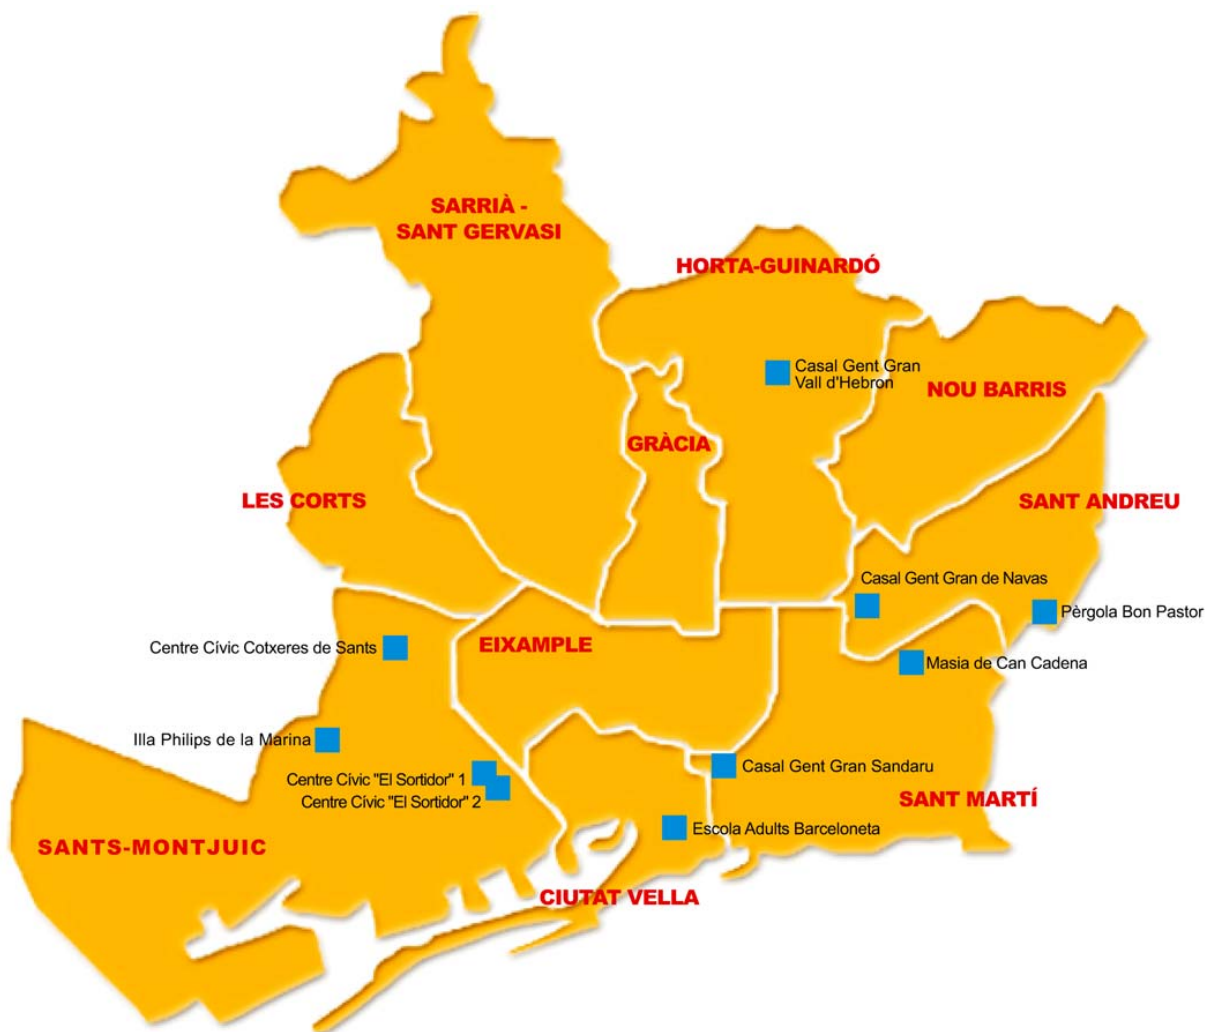 SARRIÀ -
SANT GERVASI
HORTA-GUINARDÓ
Casal Gent Gran
Vall d'Hebron
NOU BARRIS
GRÀCIA
LES CORTS
SANT ANDREU
Casal Gent Gran de Navas
Pèrgola Bon Pastor
Centre Cívic Cotxeres de Sants
EIXAMPLE
Masia de Can Cadena
Illa Philips de la Marina
Centre Cívic "El Sortidor" 1
Centre Cívic "El Sortidor" 2
Casal Gent Gran Sandaru
SANT MARTÍ
Escola Adults Barceloneta
SANTS-MONTJUIC
CIUTAT VELLA